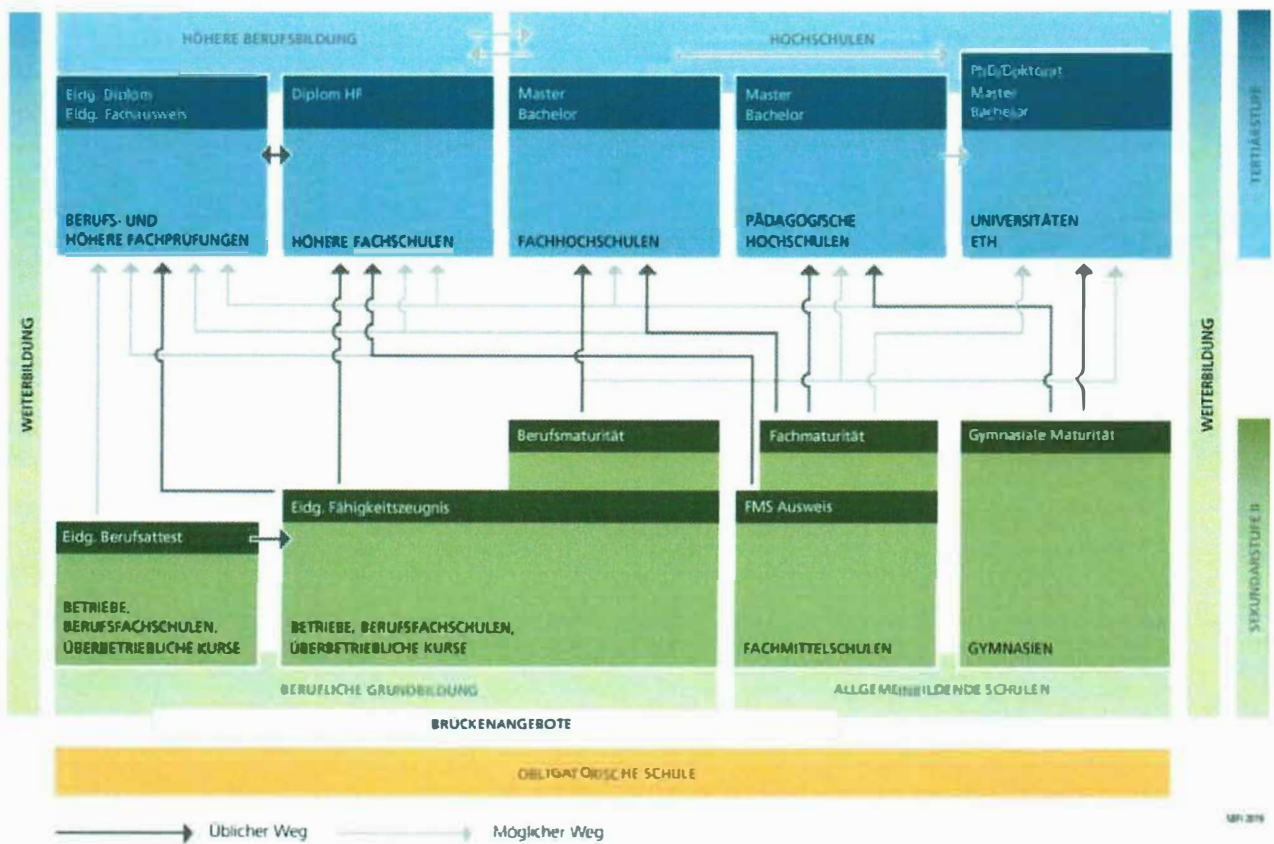 HÖHERE BERUFSBILDUNG
HOCHSCHULEN
Eidg. Diplom
Eidg. Fachausweis
Diplom HF
Master
Bachelor
Master
Bachelor
PhD/Doktorat
Master
Bachelor
BERUFS- UND
HÖHERE FACHPRÜFUNGEN
HÖHERE FACHSCHULEN
FACHHOCHSCHULEN
PÄDAGOGISCHE
HOCHSCHULEN
UNIVERSITÄTEN
ETH
TERTIÄRSTUFE
WEITERBILDUNG
WEITERBILDUNG
Berufsmaturität
Fachmaturität
Gymnasiale Maturität
Eidg. Fähigkeitszeugnis
FMS Ausweis
Eidg. Berufsattest
BETRIEBE,
BERUFSFACHSCHULEN,
ÜBERBETRIEBLICHE KURSE
BETRIEBE, BERUFSFACHSCHULEN,
ÜBERBETRIEBLICHE KURSE
FACHMITTELSCHULEN
GYMNASIEN
SEKUNDARSTUFE II
BERUFLICHE GRUNDBILDUNG
ALLGEMEINBILDENDE SCHULEN
BRÜCKENANGEBOTE
OBLIGATORISCHE SCHULE
Üblicher Weg
Möglicher Weg